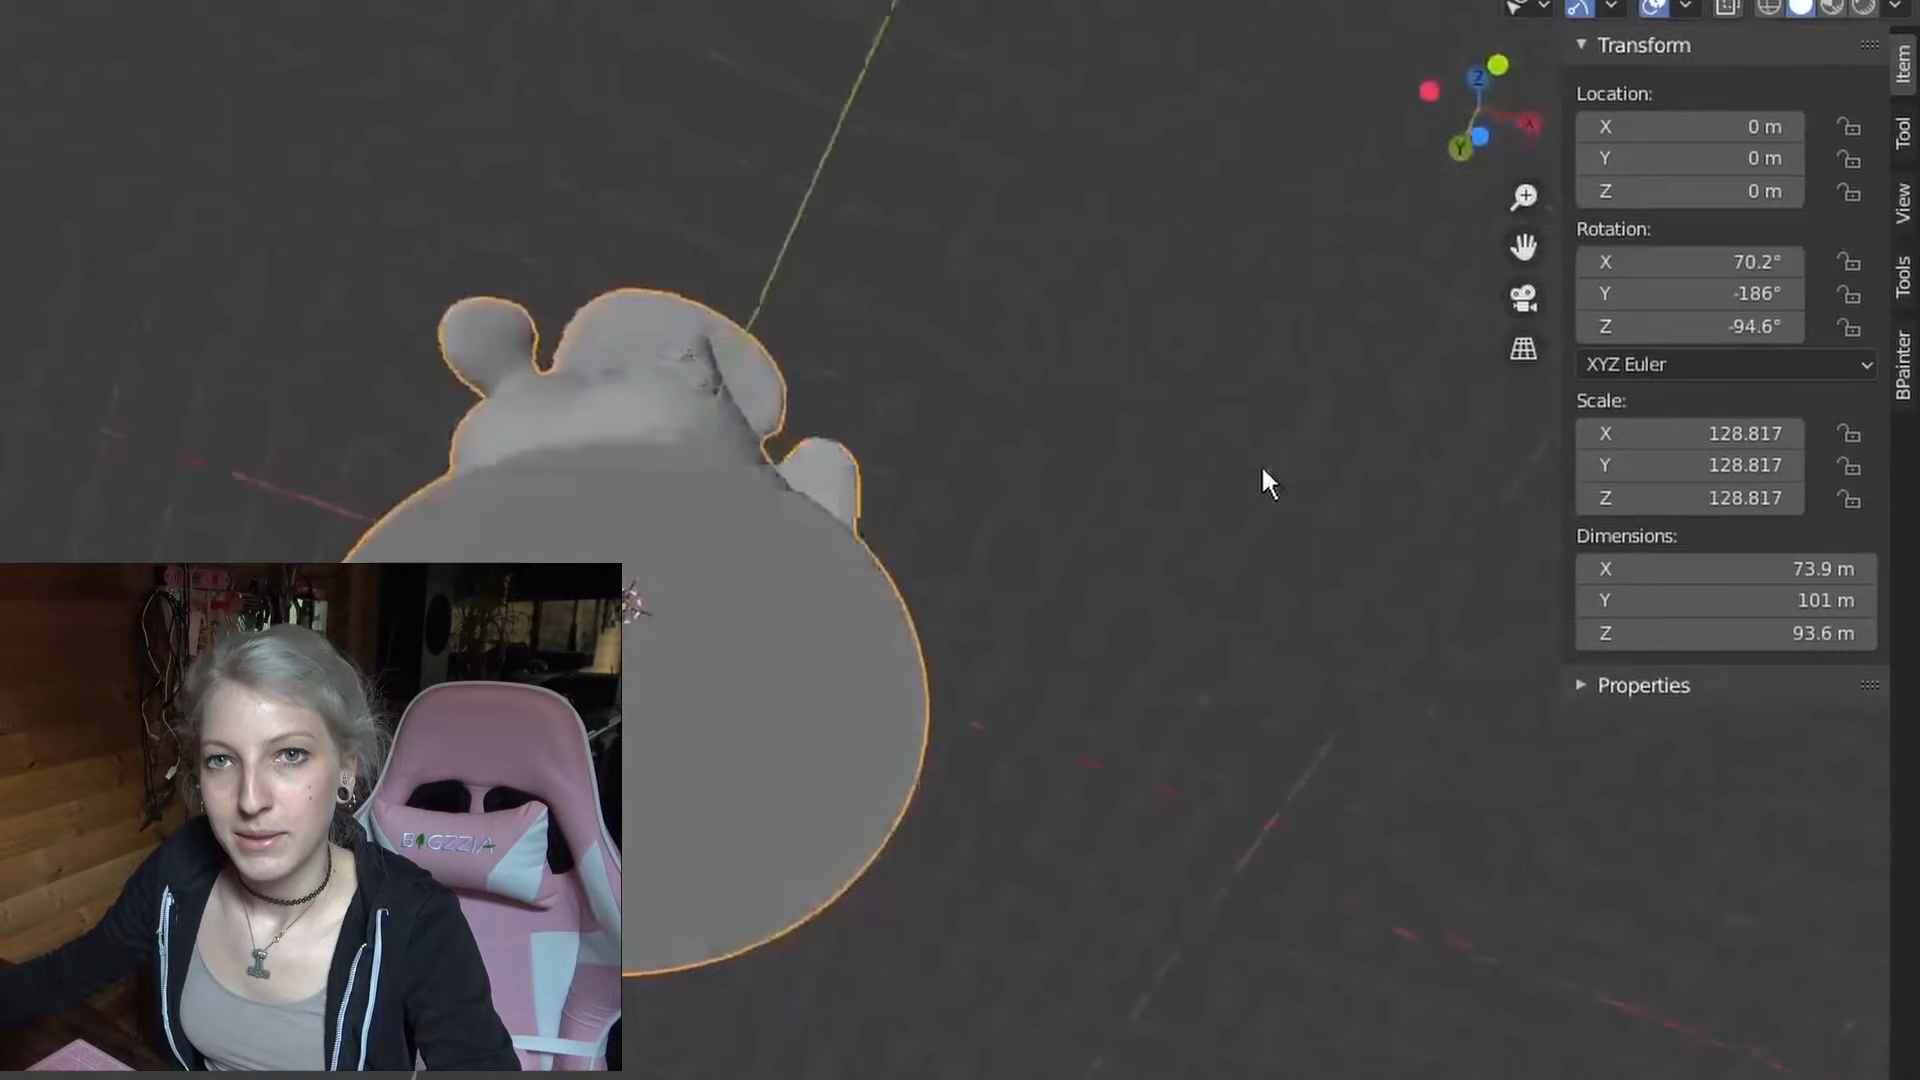 Transform
Location:
X 0 m
Y 0 m
Z 0 m
Rotation:
X 70.2°
Y -186°
Z -94.6°
XYZ Euler
Scale:
X 128.817
Y 128.817
Z 128.817
Dimensions:
X 73.9 m
Y 101 m
Z 93.6 m
Properties
Item
Tool
View
Tools
BPainter
Z
X
Y
BIGZZIA